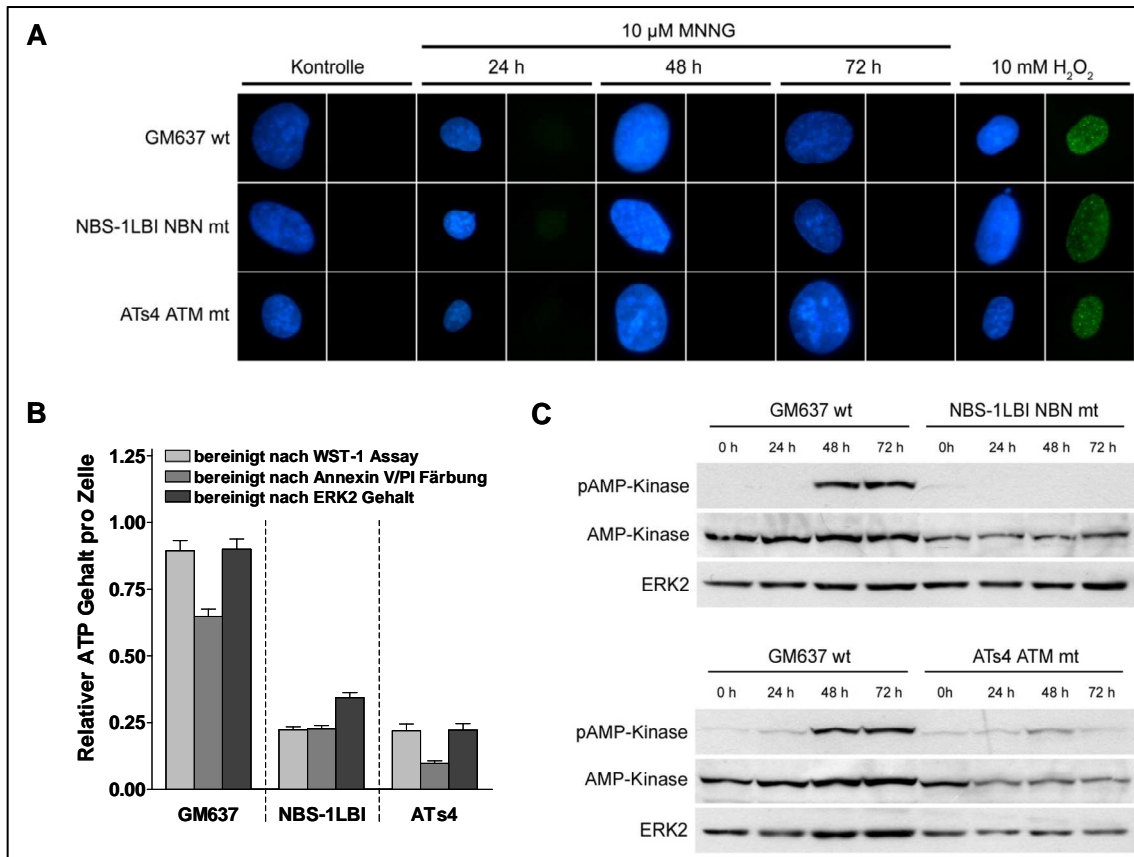 A
10 µM MNNG
Kontrolle 24 h 48 h 72 h 10 mM H₂O₂
GM637 wt
NBS-1LBI NBN mt
ATs4 ATM mt
B
bereinigt nach WST-1 Assay
bereinigt nach Annexin V/PI Färbung
bereinigt nach ERK2 Gehalt
Relativer ATP Gehalt pro Zelle
1.25
1.00
0.75
0.50
0.25
0.00
GM637 NBS-1LBI ATs4
C
GM637 wt NBS-1LBI NBN mt
0 h 24 h 48 h 72 h 0h 24 h 48 h 72 h
pAMP-Kinase
AMP-Kinase
ERK2
GM637 wt ATs4 ATM mt
0 h 24 h 48 h 72 h 0h 24 h 48 h 72 h
pAMP-Kinase
AMP-Kinase
ERK2